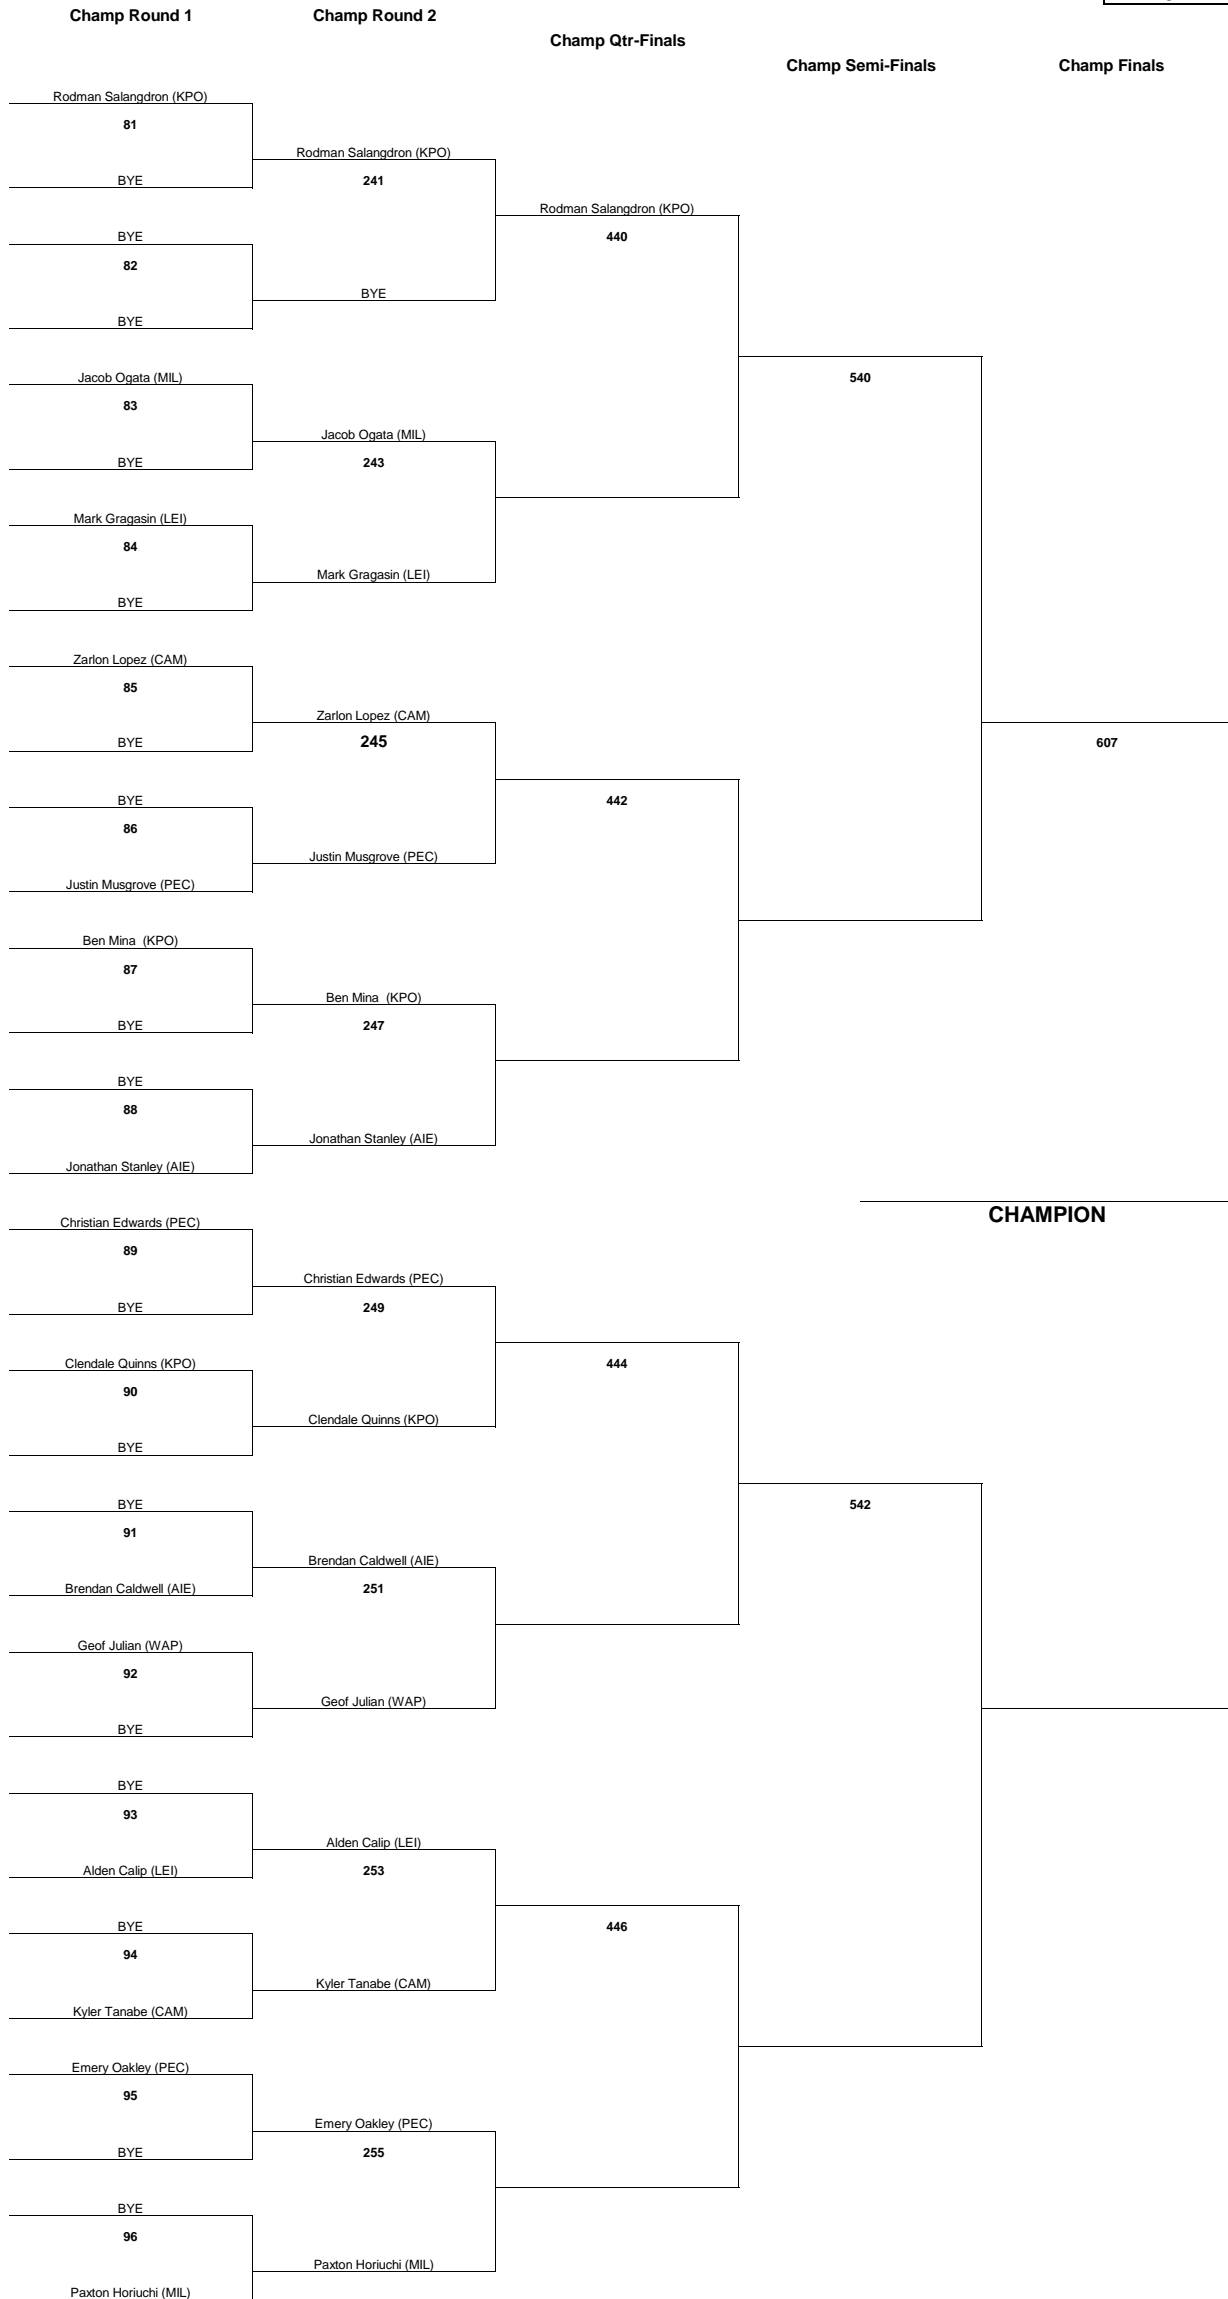 Champ Round 1
Champ Round 2
Champ Qtr-Finals
Champ Semi-Finals
Champ Finals
Rodman Salangdron (KPO)
81
BYE
BYE
82
BYE
Jacob Ogata (MIL)
83
BYE
Mark Gragasin (LEI)
84
BYE
Zarlon Lopez (CAM)
85
BYE
BYE
86
Justin Musgrove (PEC)
Ben Mina  (KPO)
87
BYE
BYE
88
Jonathan Stanley (AIE)
Christian Edwards (PEC)
89
BYE
Clendale Quinns (KPO)
90
BYE
BYE
91
Brendan Caldwell (AIE)
Geof Julian (WAP)
92
BYE
BYE
93
Alden Calip (LEI)
BYE
94
Kyler Tanabe (CAM)
Emery Oakley (PEC)
95
BYE
BYE
96
Paxton Horiuchi (MIL)
Rodman Salangdron (KPO)
241
BYE
Jacob Ogata (MIL)
243
Mark Gragasin (LEI)
Zarlon Lopez (CAM)
245
Justin Musgrove (PEC)
Ben Mina  (KPO)
247
Jonathan Stanley (AIE)
Christian Edwards (PEC)
249
Clendale Quinns (KPO)
Brendan Caldwell (AIE)
251
Geof Julian (WAP)
Alden Calip (LEI)
253
Kyler Tanabe (CAM)
Emery Oakley (PEC)
255
Paxton Horiuchi (MIL)
Rodman Salangdron (KPO)
440
442
444
446
540
542
607
CHAMPION